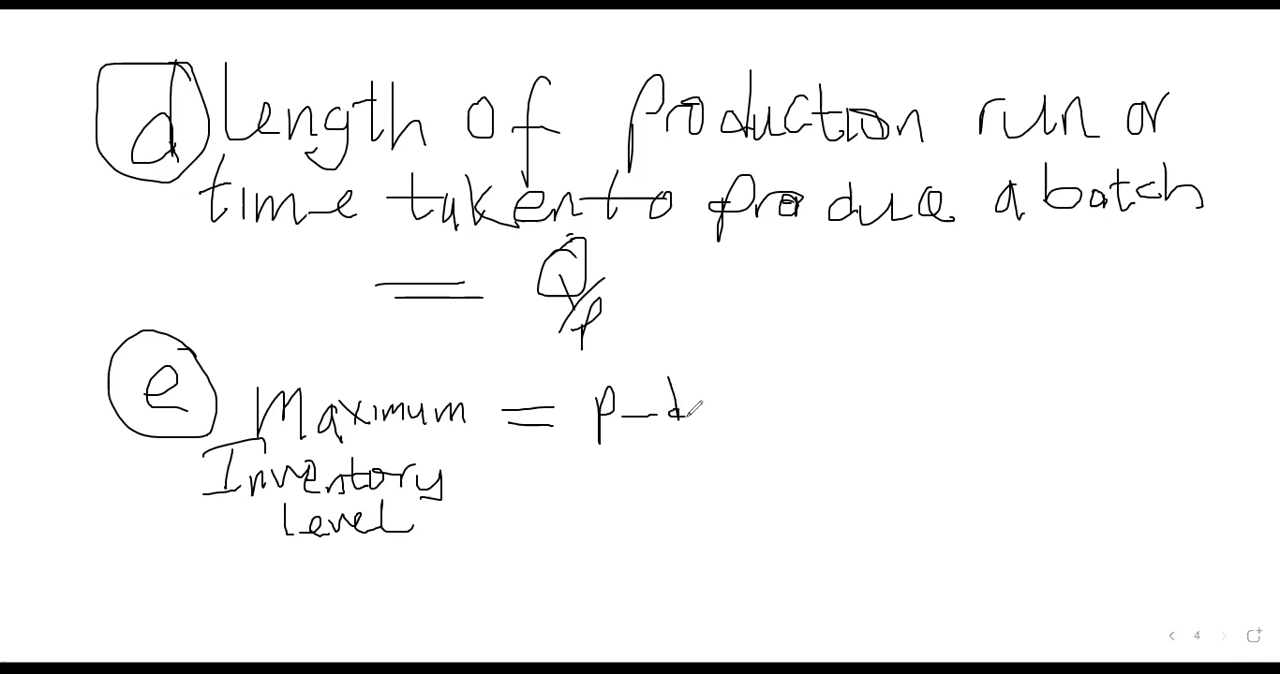 d Length of production run or
time taken to produce a batch
= Q/p
e Maximum = p-d
Inventory
Level
4